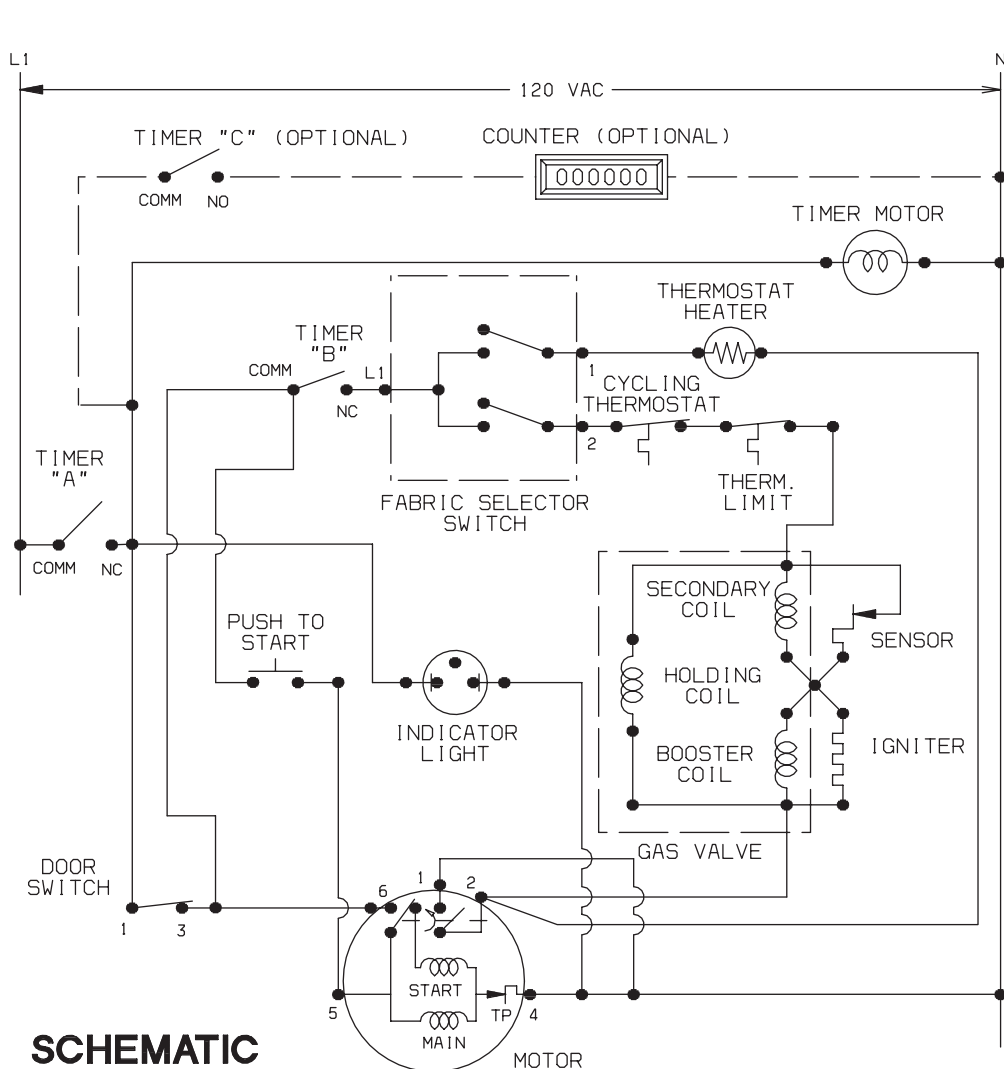 L1
N
120 VAC
TIMER "C" (OPTIONAL)
COUNTER (OPTIONAL)
000000
COMM
NO
TIMER MOTOR
THERMOSTAT
HEATER
TIMER
"B"
COMM
L1
NC
1
CYCLING
THERMOSTAT
2
TIMER
"A"
THERM.
LIMIT
FABRIC SELECTOR
SWITCH
COMM
NC
SECONDARY
COIL
PUSH TO
START
SENSOR
HOLDING
COIL
INDICATOR
LIGHT
IGNITER
BOOSTER
COIL
GAS VALVE
DOOR
SWITCH
1
3
6
1
2
START
5
TP
4
MAIN
SCHEMATIC
MOTOR